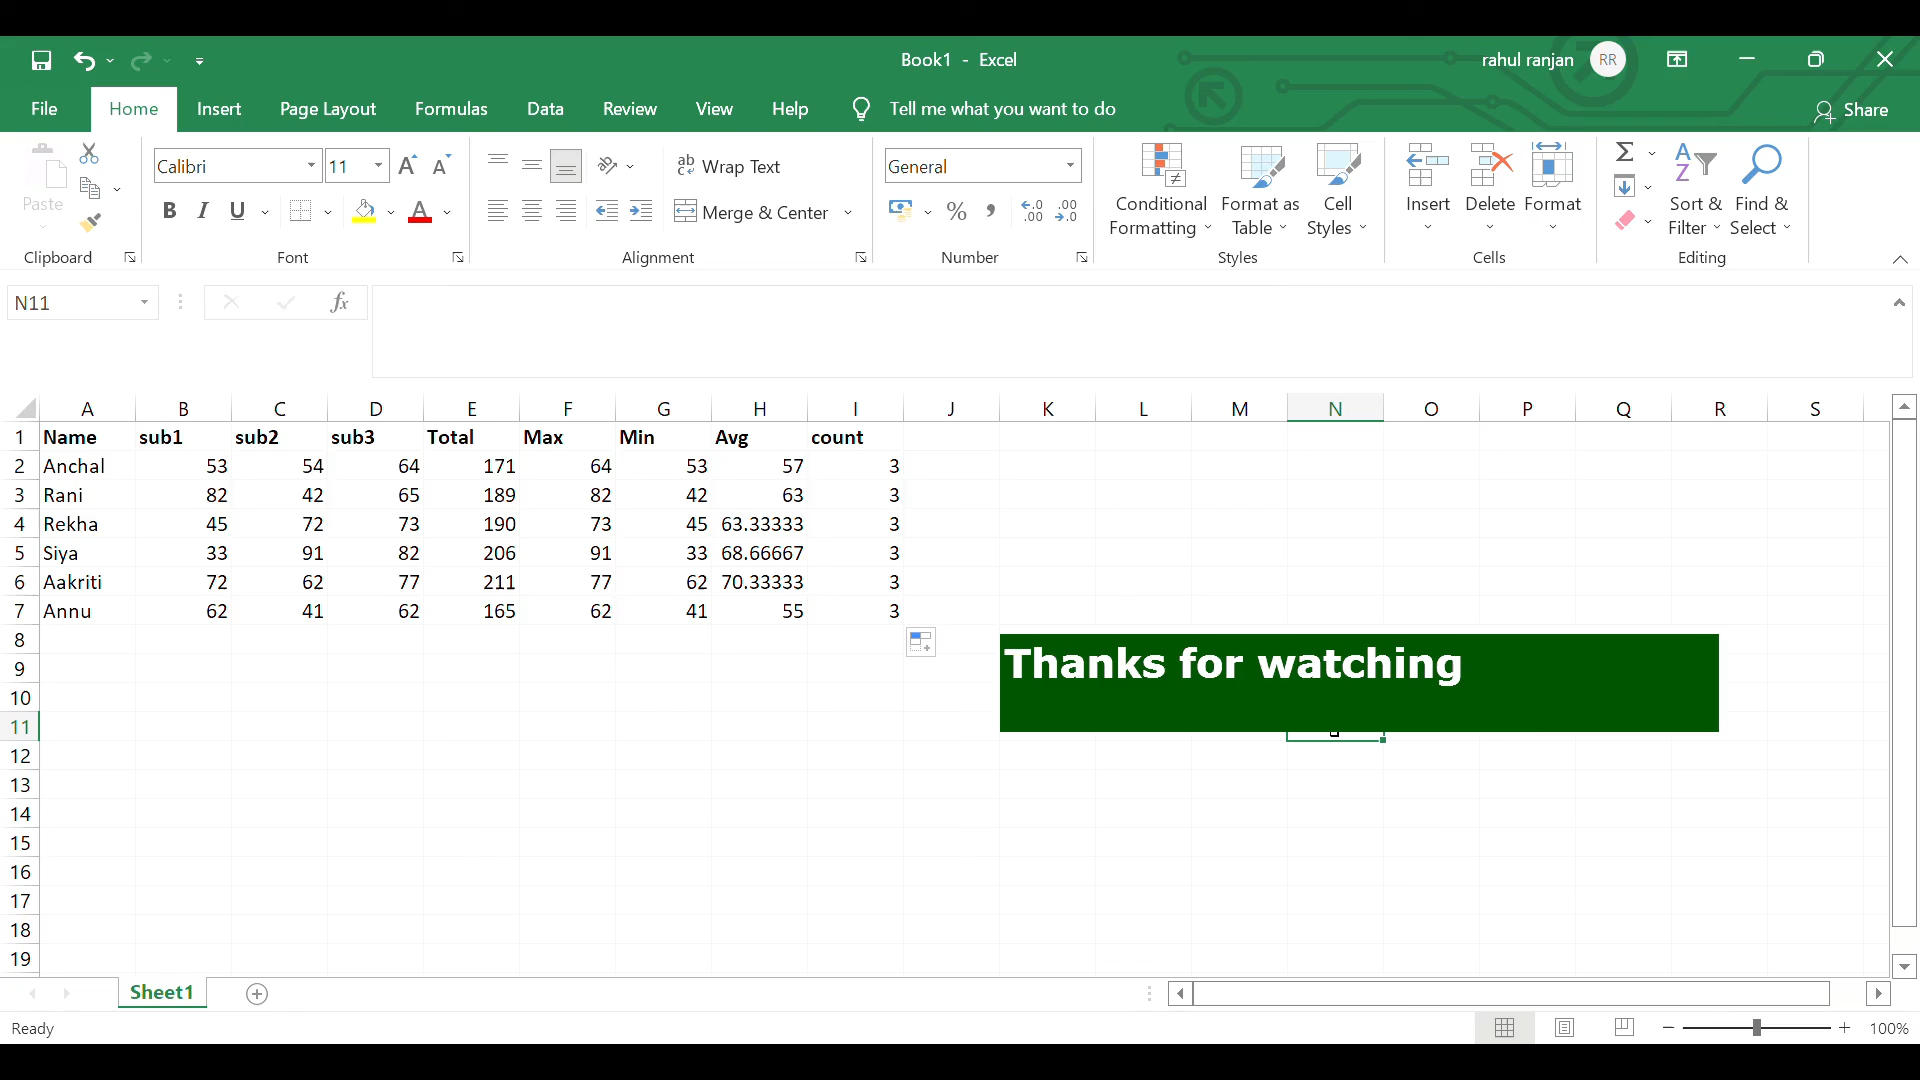 Book1 - Excel
rahul ranjan RR
File Home Insert Page Layout Formulas Data Review View Help Tell me what you want to do Share
Paste
Calibri 11
B I U A
ab Wrap Text
Merge & Center
General
Conditional Formatting
Format as Table
Cell Styles
Insert Delete Format
Sort & Filter
Find & Select
Clipboard Font Alignment Number Styles Cells Editing
N11 fx
A B C D E F G H I J K L M N O P Q R S
1 Name sub1 sub2 sub3 Total Max Min Avg count
2 Anchal 53 54 64 171 64 53 57 3
3 Rani 82 42 65 189 82 42 63 3
4 Rekha 45 72 73 190 73 45 63.33333 3
5 Siya 33 91 82 206 91 33 68.66667 3
6 Aakriti 72 62 77 211 77 62 70.33333 3
7 Annu 62 41 62 165 62 41 55 3
8
9
Thanks for watching
10
11
12
13
14
15
16
17
18
19
Sheet1
Ready 100%